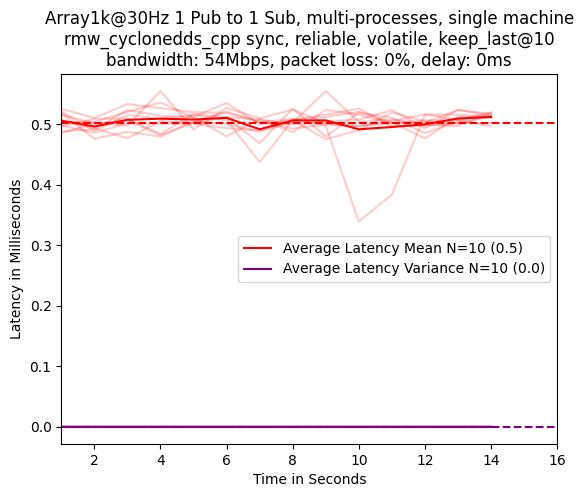 Array1k@30Hz 1 Pub to 1 Sub, multi-processes, single machine
rmw_cyclonedds_cpp sync, reliable, volatile, keep_last@10
bandwidth: 54Mbps, packet loss: 0%, delay: 0ms
Latency in Milliseconds
0.5
0.4
0.3
0.2
0.1
0.0
Average Latency Mean N=10 (0.5)
Average Latency Variance N=10 (0.0)
2 4 6 8 10 12 14 16
Time in Seconds